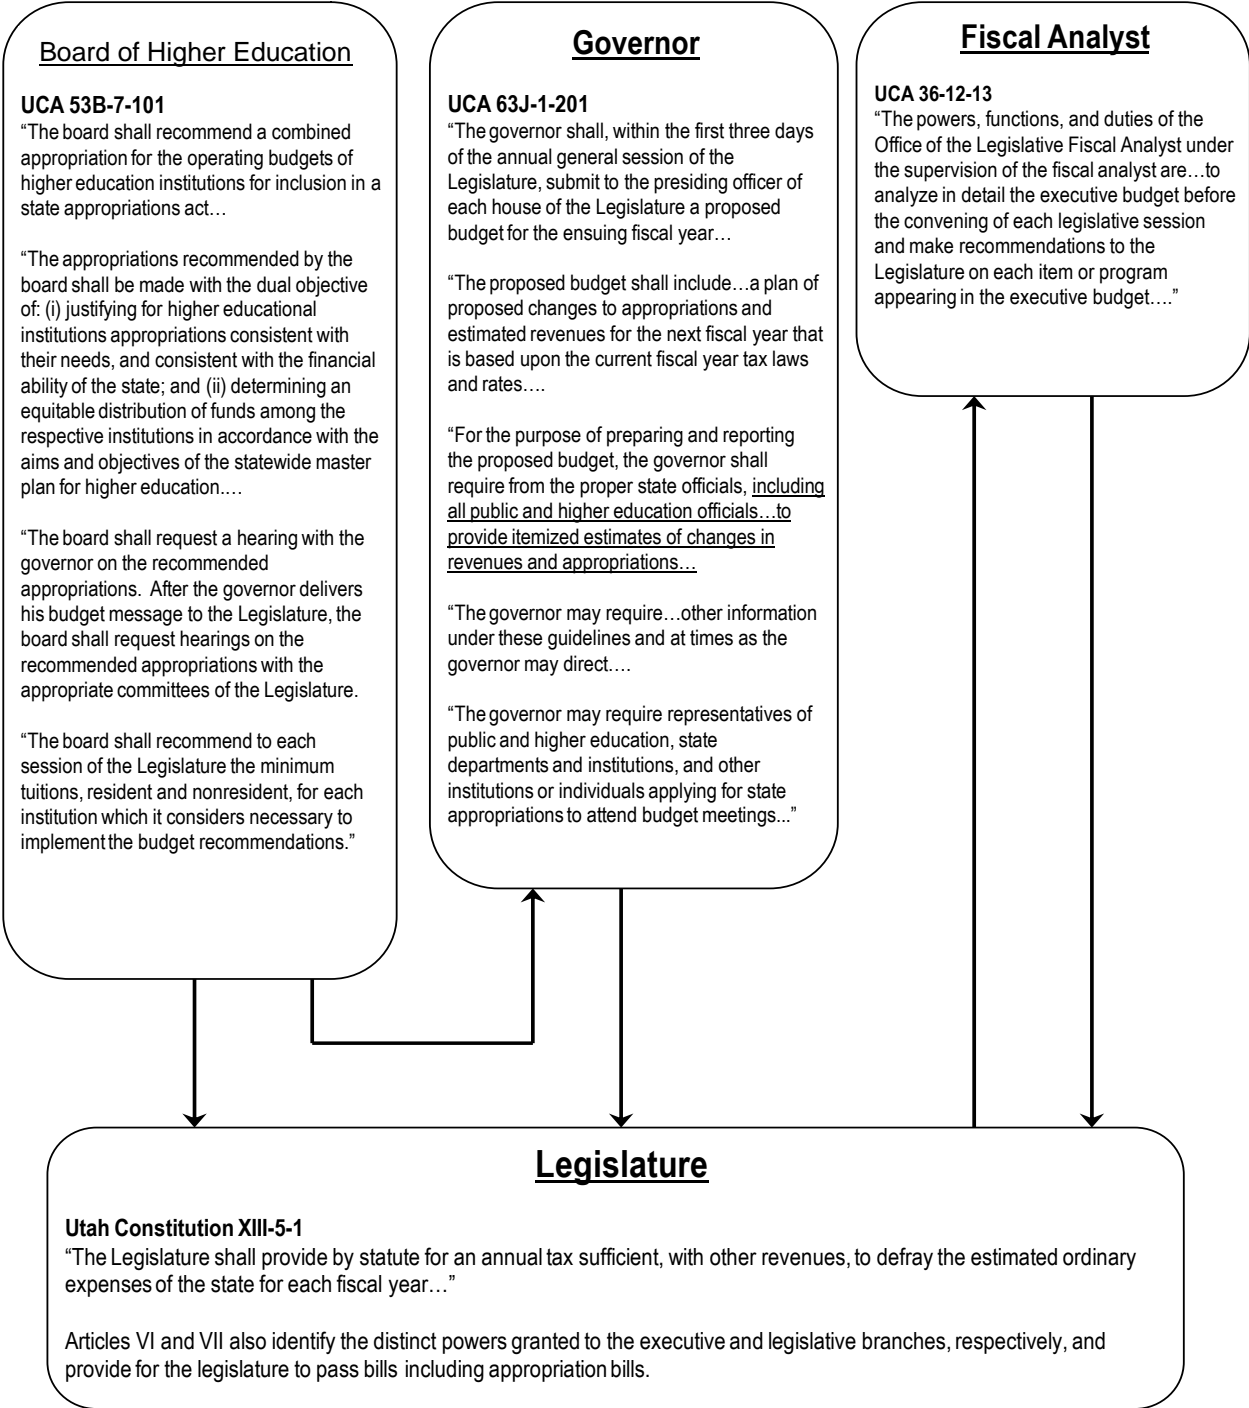 Board of Higher Education
UCA 53B-7-101
“The board shall recommend a combined
appropriation for the operating budgets of
higher education institutions for inclusion in a
state appropriations act…
“The appropriations recommended by the
board shall be made with the dual objective
of: (i) justifying for higher educational
institutions appropriations consistent with
their needs, and consistent with the financial
ability of the state; and (ii) determining an
equitable distribution of funds among the
respective institutions in accordance with the
aims and objectives of the statewide master
plan for higher education.…
“The board shall request a hearing with the
governor on the recommended
appropriations.  After the governor delivers
his budget message to the Legislature, the
board shall request hearings on the
recommended appropriations with the
appropriate committees of the Legislature.
“The board shall recommend to each
session of the Legislature the minimum
tuitions, resident and nonresident, for each
institution which it considers necessary to
implement the budget recommendations.”
Governor
UCA 63J-1-201
“The governor shall, within the first three days
of the annual general session of the
Legislature, submit to the presiding officer of
each house of the Legislature a proposed
budget for the ensuing fiscal year…
“The proposed budget shall include…a plan of
proposed changes to appropriations and
estimated revenues for the next fiscal year that
is based upon the current fiscal year tax laws
and rates….
“For the purpose of preparing and reporting
the proposed budget, the governor shall
require from the proper state officials, including
all public and higher education officials…to
provide itemized estimates of changes in
revenues and appropriations…
“The governor may require…other information
under these guidelines and at times as the
governor may direct….
“The governor may require representatives of
public and higher education, state
departments and institutions, and other
institutions or individuals applying for state
appropriations to attend budget meetings...”
Fiscal Analyst
UCA 36-12-13
“The powers, functions, and duties of the
Office of the Legislative Fiscal Analyst under
the supervision of the fiscal analyst are…to
analyze in detail the executive budget before
the convening of each legislative session
and make recommendations to the
Legislature on each item or program
appearing in the executive budget….”
Legislature
Utah Constitution XIII-5-1
“The Legislature shall provide by statute for an annual tax sufficient, with other revenues, to defray the estimated ordinary
expenses of the state for each fiscal year…”
Articles VI and VII also identify the distinct powers granted to the executive and legislative branches, respectively, and
provide for the legislature to pass bills including appropriation bills.